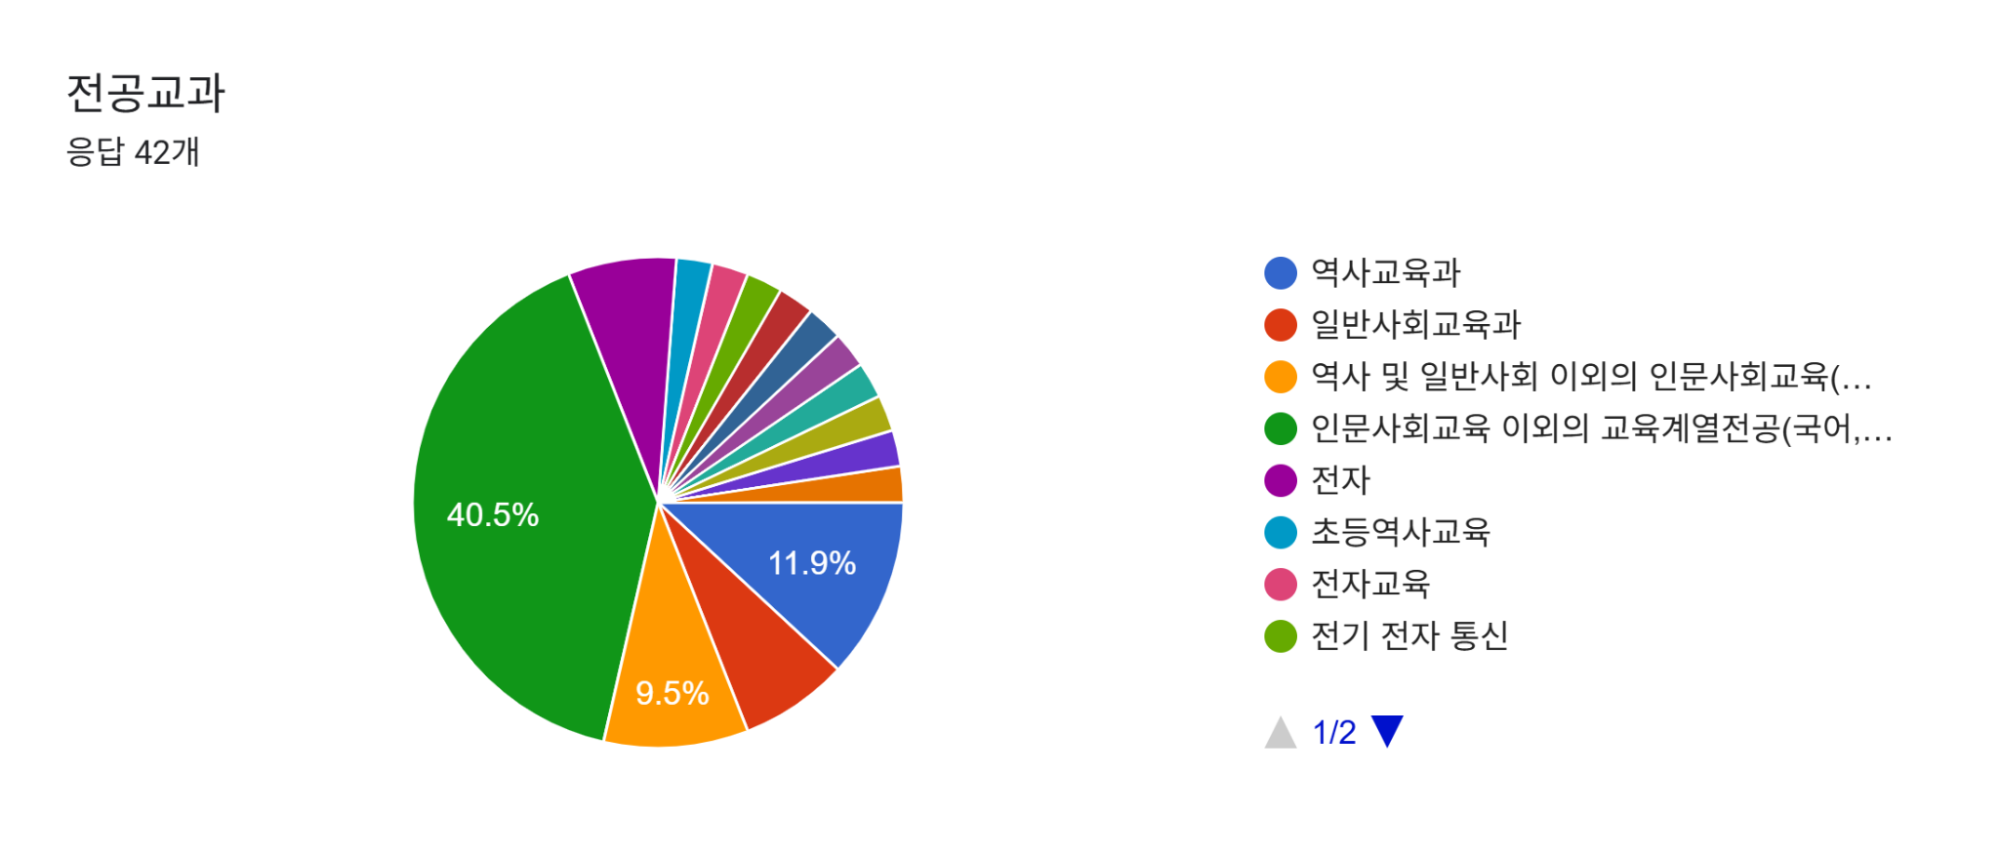 전공교과
응답 42개
40.5%
11.9%
9.5%
역사교육과
일반사회교육과
역사 및 일반사회 이외의 인문사회교육(…
인문사회교육 이외의 교육계열전공(국어,…
전자
초등역사교육
전자교육
전기 전자 통신
1/2